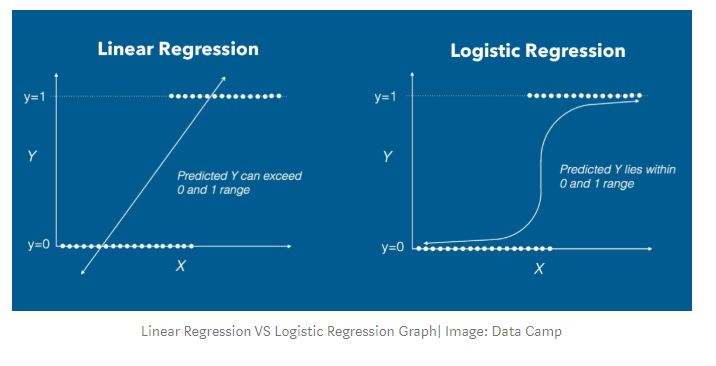 Linear Regression
y=1
Y
Predicted Y can exceed
0 and 1 range
y=0
X
Logistic Regression
y=1
Y
Predicted Y lies within
0 and 1 range
y=0
X
Linear Regression VS Logistic Regression Graph| Image: Data Camp